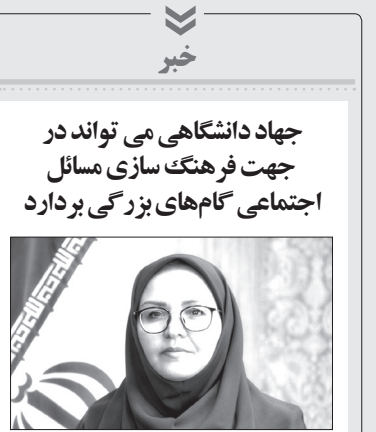 خبر
جهاد دانشگاهی می تواند در
جهت فرهنگ سازی مسائل
اجتماعی گام‌های بزرگی بردارد